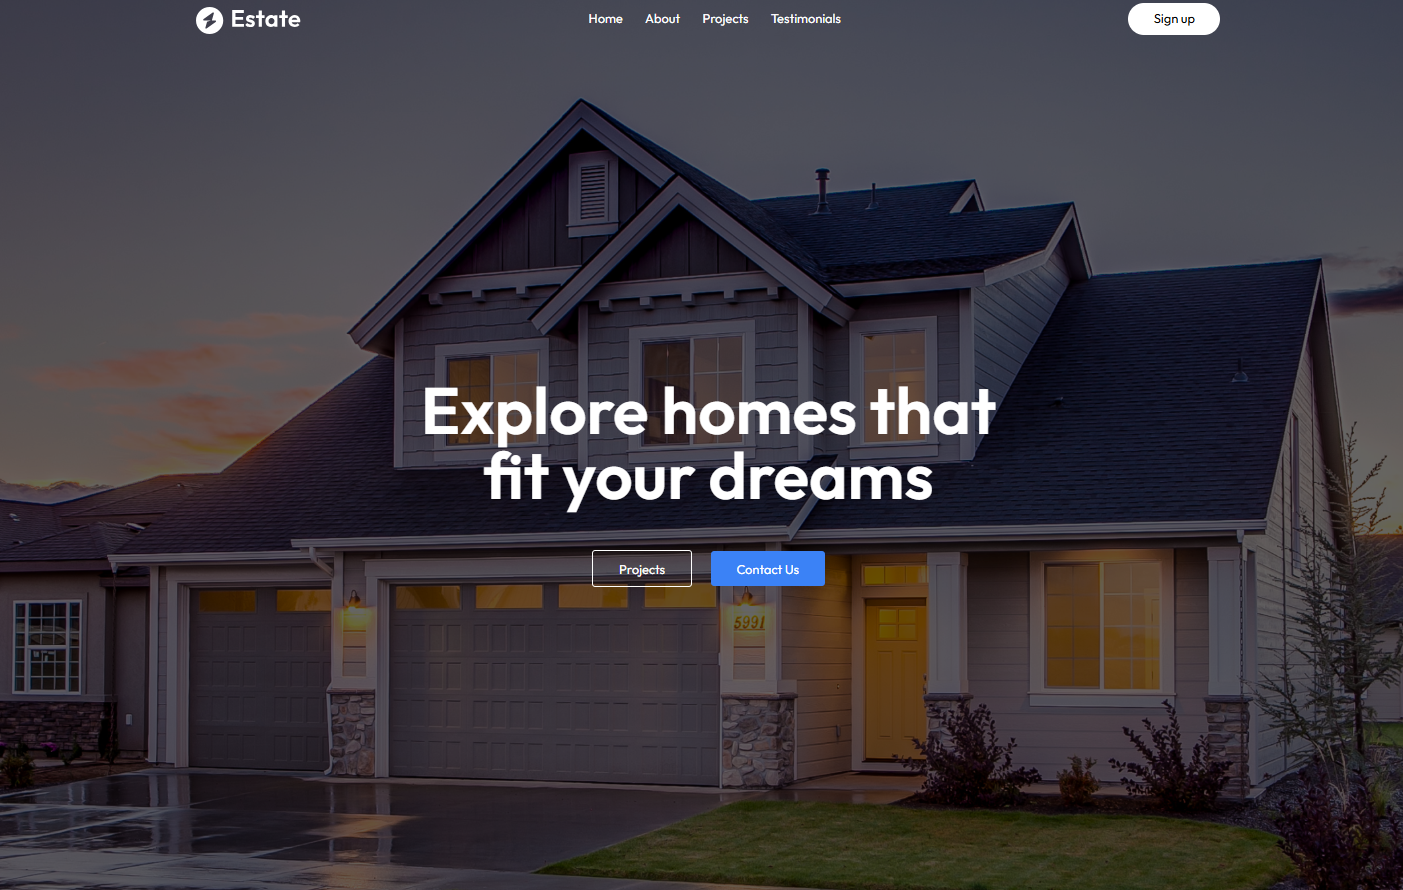 Estate
Home About Projects Testimonials
Sign up
Explore homes that
fit your dreams
Projects Contact Us
5991